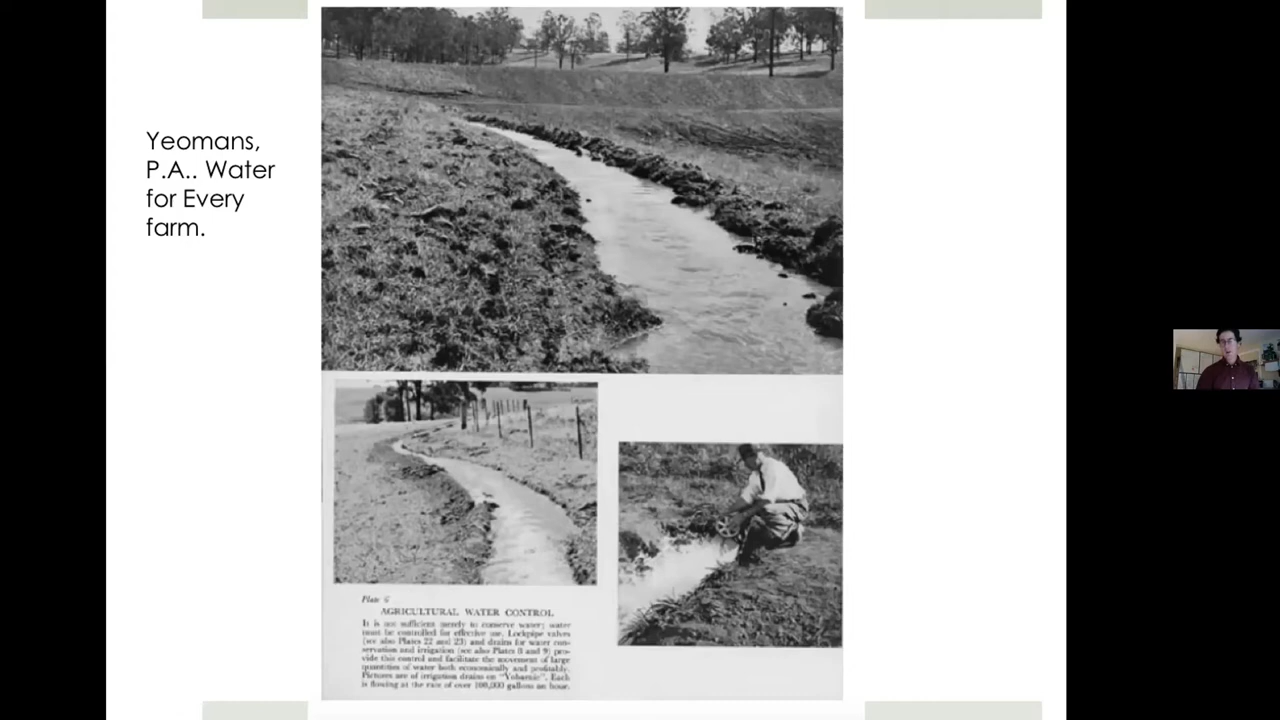 Yeomans,
P.A.. Water
for Every
farm.
Plate 6
AGRICULTURAL WATER CONTROL
It is not sufficient merely to conserve water; water
must be controlled for effective use. Lockpipe valves
(see also Plates 22 and 23) and drains for water con-
servation and irrigation (see also Plates 8 and 9) pro-
vide this control and facilitate the movement of large
quantities of water both economically and profitably.
Pictures are of irrigation drains on "Yobarnie". Each
is flowing at the rate of over 100,000 gallons an hour.